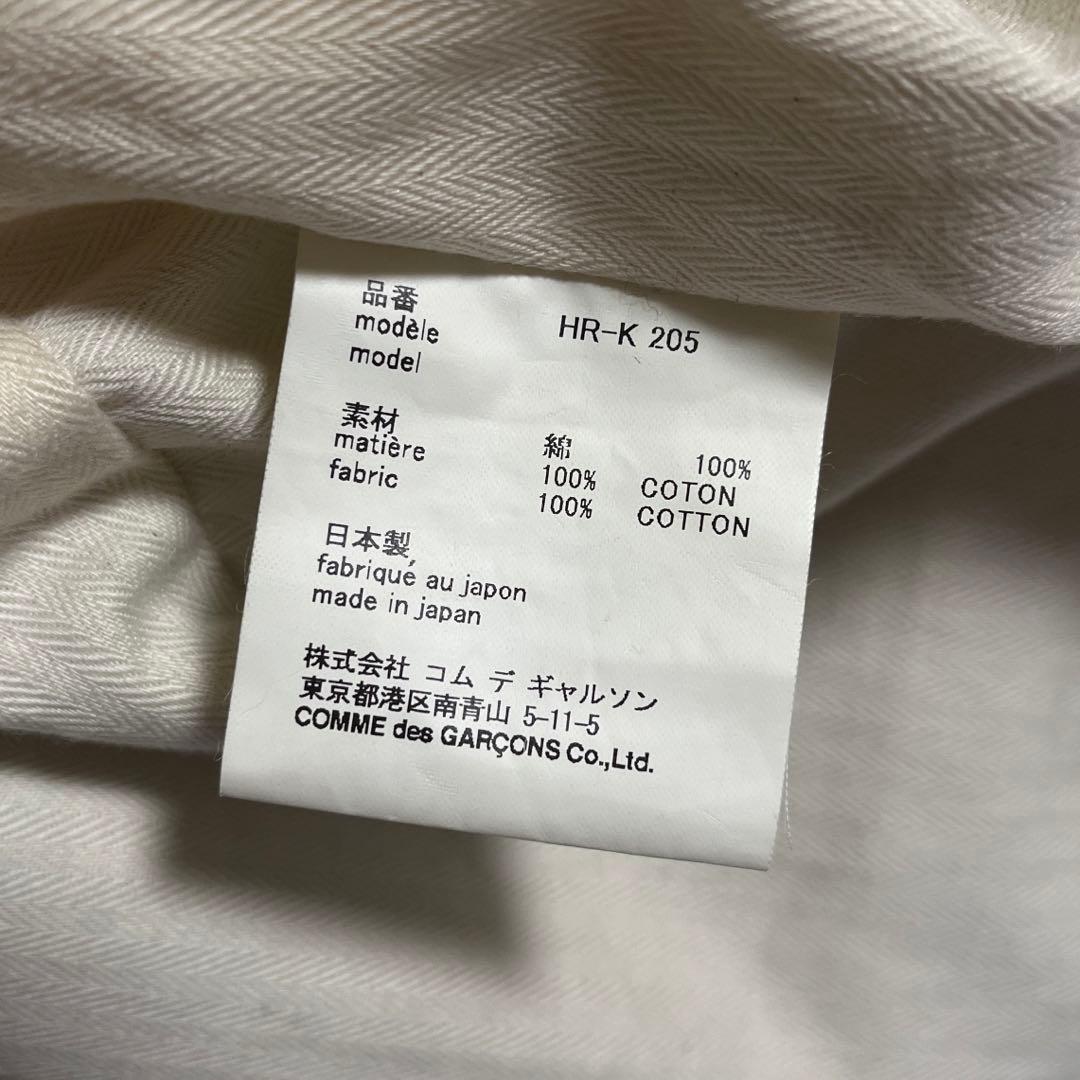 品番
modèle
model
HR-K 205
素材
matière
fabric
綿 100%
100% COTON
100% COTTON
日本製
fabriqué au japon
made in japan
株式会社 コム デ ギャルソン
東京都港区南青山 5-11-5
COMME des GARÇONS Co.,Ltd.